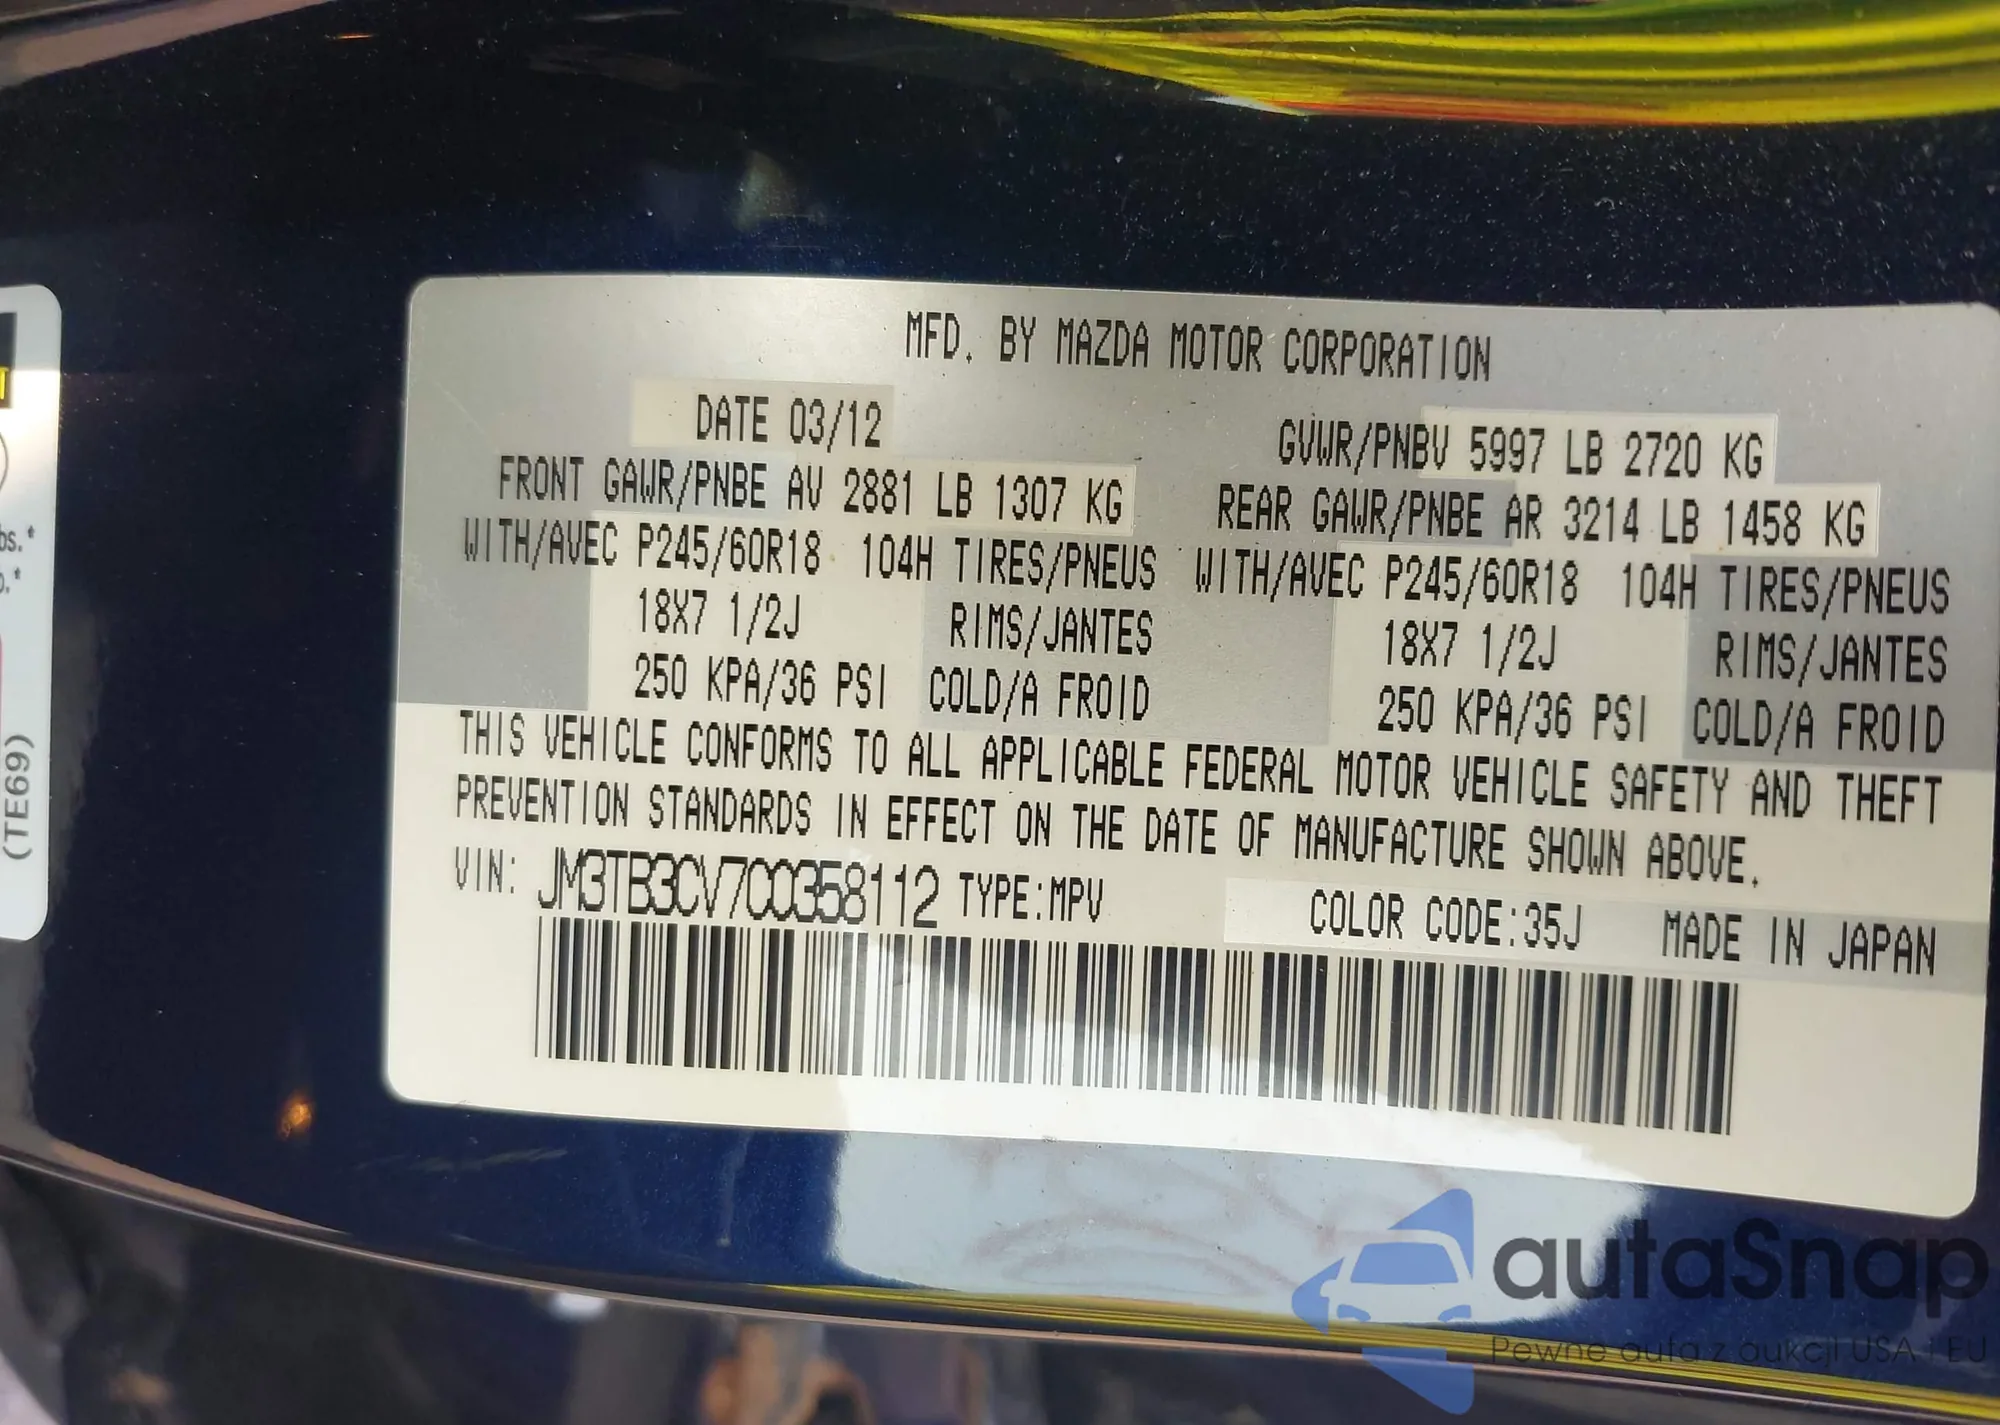 MFD. BY MAZDA MOTOR CORPORATION
DATE 03/12
GVWR/PNBV 5997 LB 2720 KG
FRONT GAWR/PNBE AV 2881 LB 1307 KG
REAR GAWR/PNBE AR 3214 LB 1458 KG
WITH/AVEC P245/60R18 104H TIRES/PNEUS
WITH/AVEC P245/60R18 104H TIRES/PNEUS
18X7 1/2J RIMS/JANTES
18X7 1/2J RIMS/JANTES
250 KPA/36 PSI COLD/A FROID
250 KPA/36 PSI COLD/A FROID
THIS VEHICLE CONFORMS TO ALL APPLICABLE FEDERAL MOTOR VEHICLE SAFETY AND THEFT
PREVENTION STANDARDS IN EFFECT ON THE DATE OF MANUFACTURE SHOWN ABOVE.
VIN: JM3TB3CV7C0358112 TYPE:MPV COLOR CODE:35J MADE IN JAPAN
(TE69)
autaSnap
Pewne auta z aukcji USA i EU